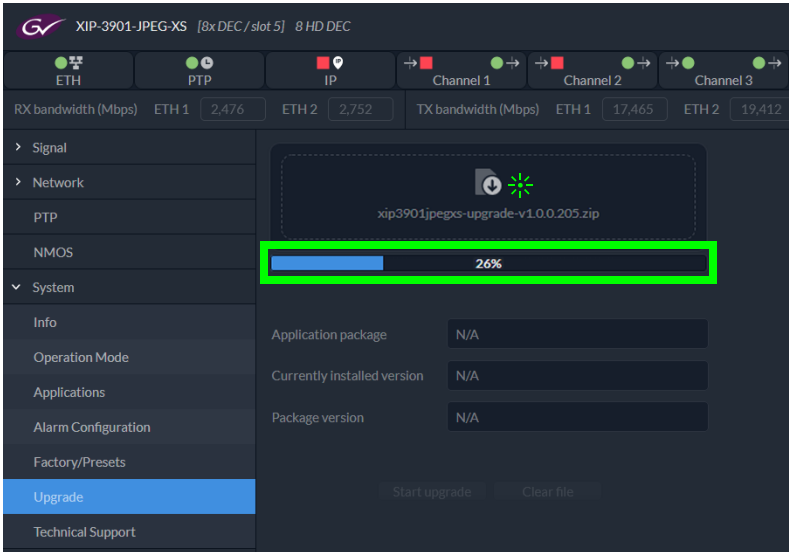 GV XIP-3901-JPEG-XS [8x DEC / slot 5] 8 HD DEC
ETH PTP IP Channel 1 Channel 2 Channel 3
RX bandwidth (Mbps) ETH 1 2,476 ETH 2 2,752 TX bandwidth (Mbps) ETH 1 17,465 ETH 2 19,412
Signal
Network
PTP
NMOS
System
Info
Operation Mode
Applications
Alarm Configuration
Factory/Presets
Upgrade
Technical Support
xip3901jpegxs-upgrade-v1.0.0.205.zip
26%
Application package N/A
Currently installed version N/A
Package version N/A
Start upgrade Clear file